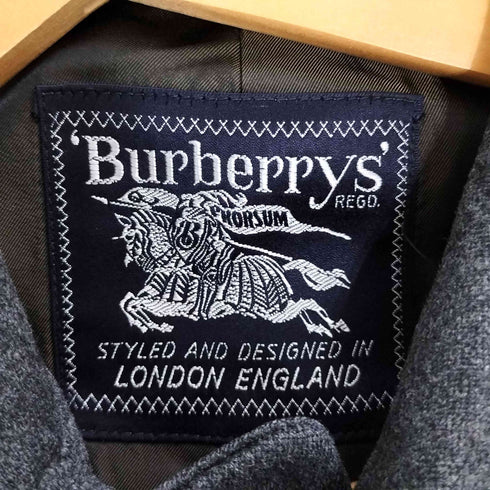 'Burberrys'
REGD.
PRORSUM
B
STYLED AND DESIGNED IN
LONDON ENGLAND